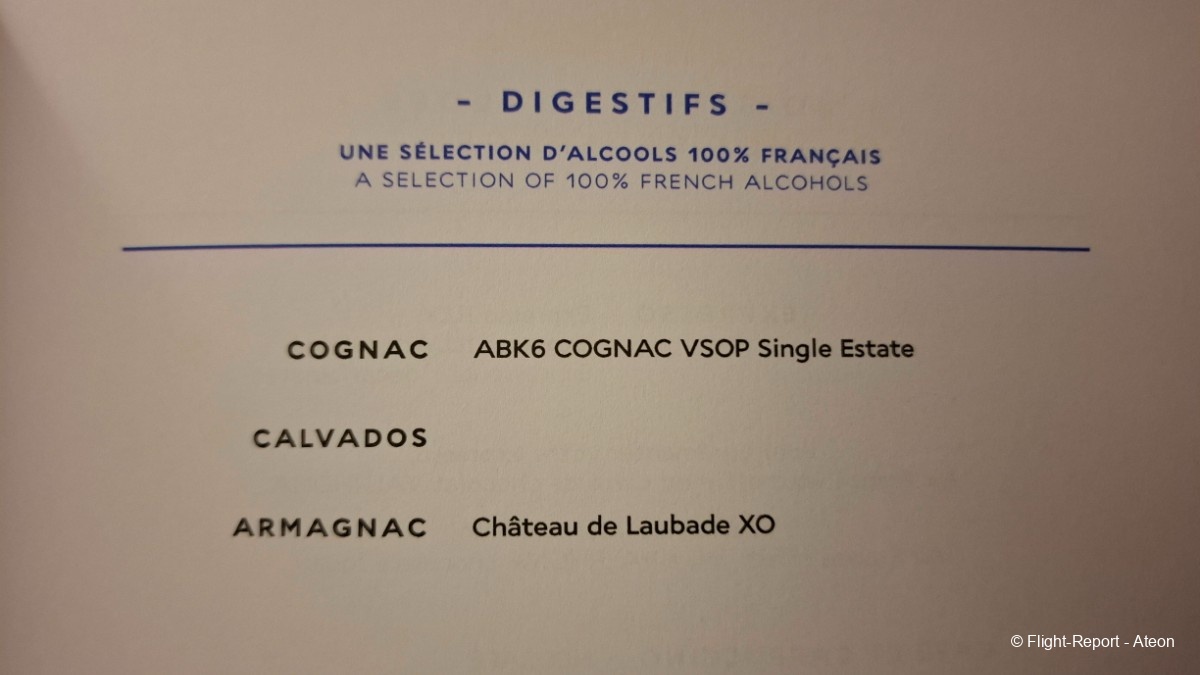 - DIGESTIFS -
UNE SÉLECTION D'ALCOOLS 100% FRANÇAIS
A SELECTION OF 100% FRENCH ALCOHOLS
COGNAC ABK6 COGNAC VSOP Single Estate
CALVADOS
ARMAGNAC Château de Laubade XO
© Flight-Report - Ateon